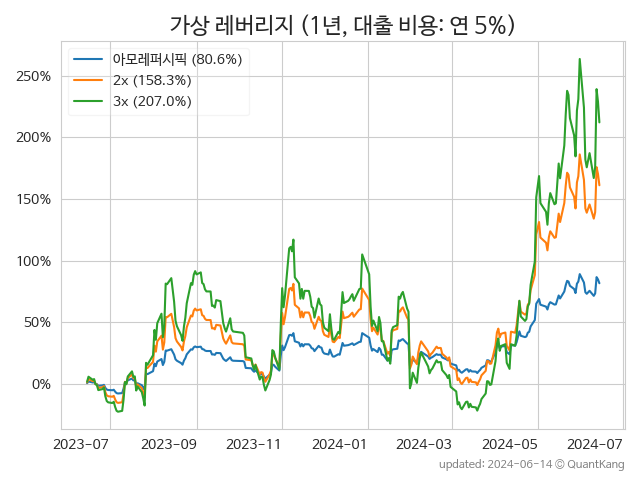 가상 레버리지 (1년, 대출 비용: 연 5%)
아모레퍼시픽 (80.6%)
2x (158.3%)
3x (207.0%)
250%
200%
150%
100%
50%
0%
2023-07 2023-09 2023-11 2024-01 2024-03 2024-05 2024-07
updated: 2024-06-14 © QuantKang